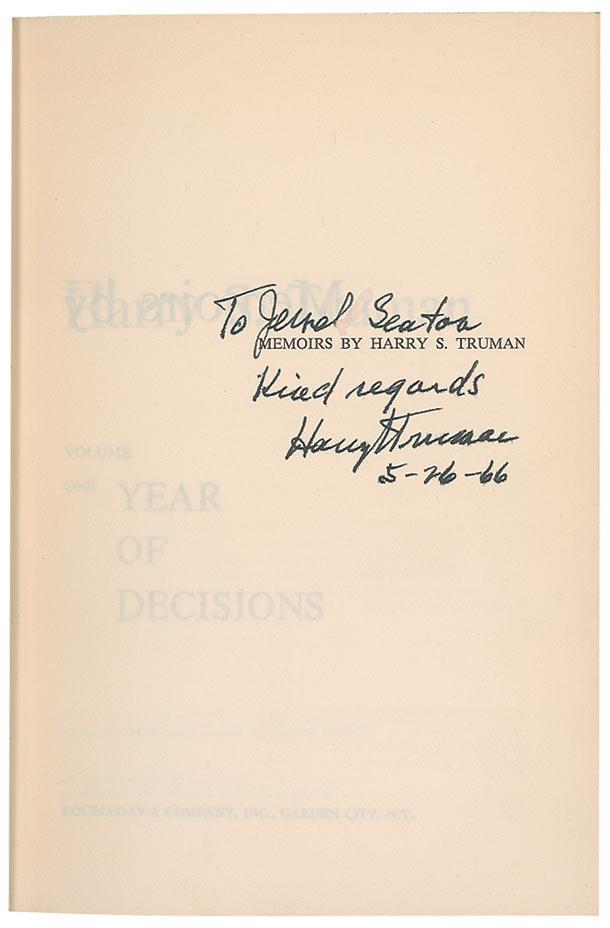 To Jewel Seaton
MEMOIRS BY HARRY S. TRUMAN
Kind regards
Harry S Truman
5-26-66
VOLUME
ONE
YEAR
OF
DECISIONS
DOUBLEDAY & COMPANY, INC., GARDEN CITY, N.Y.